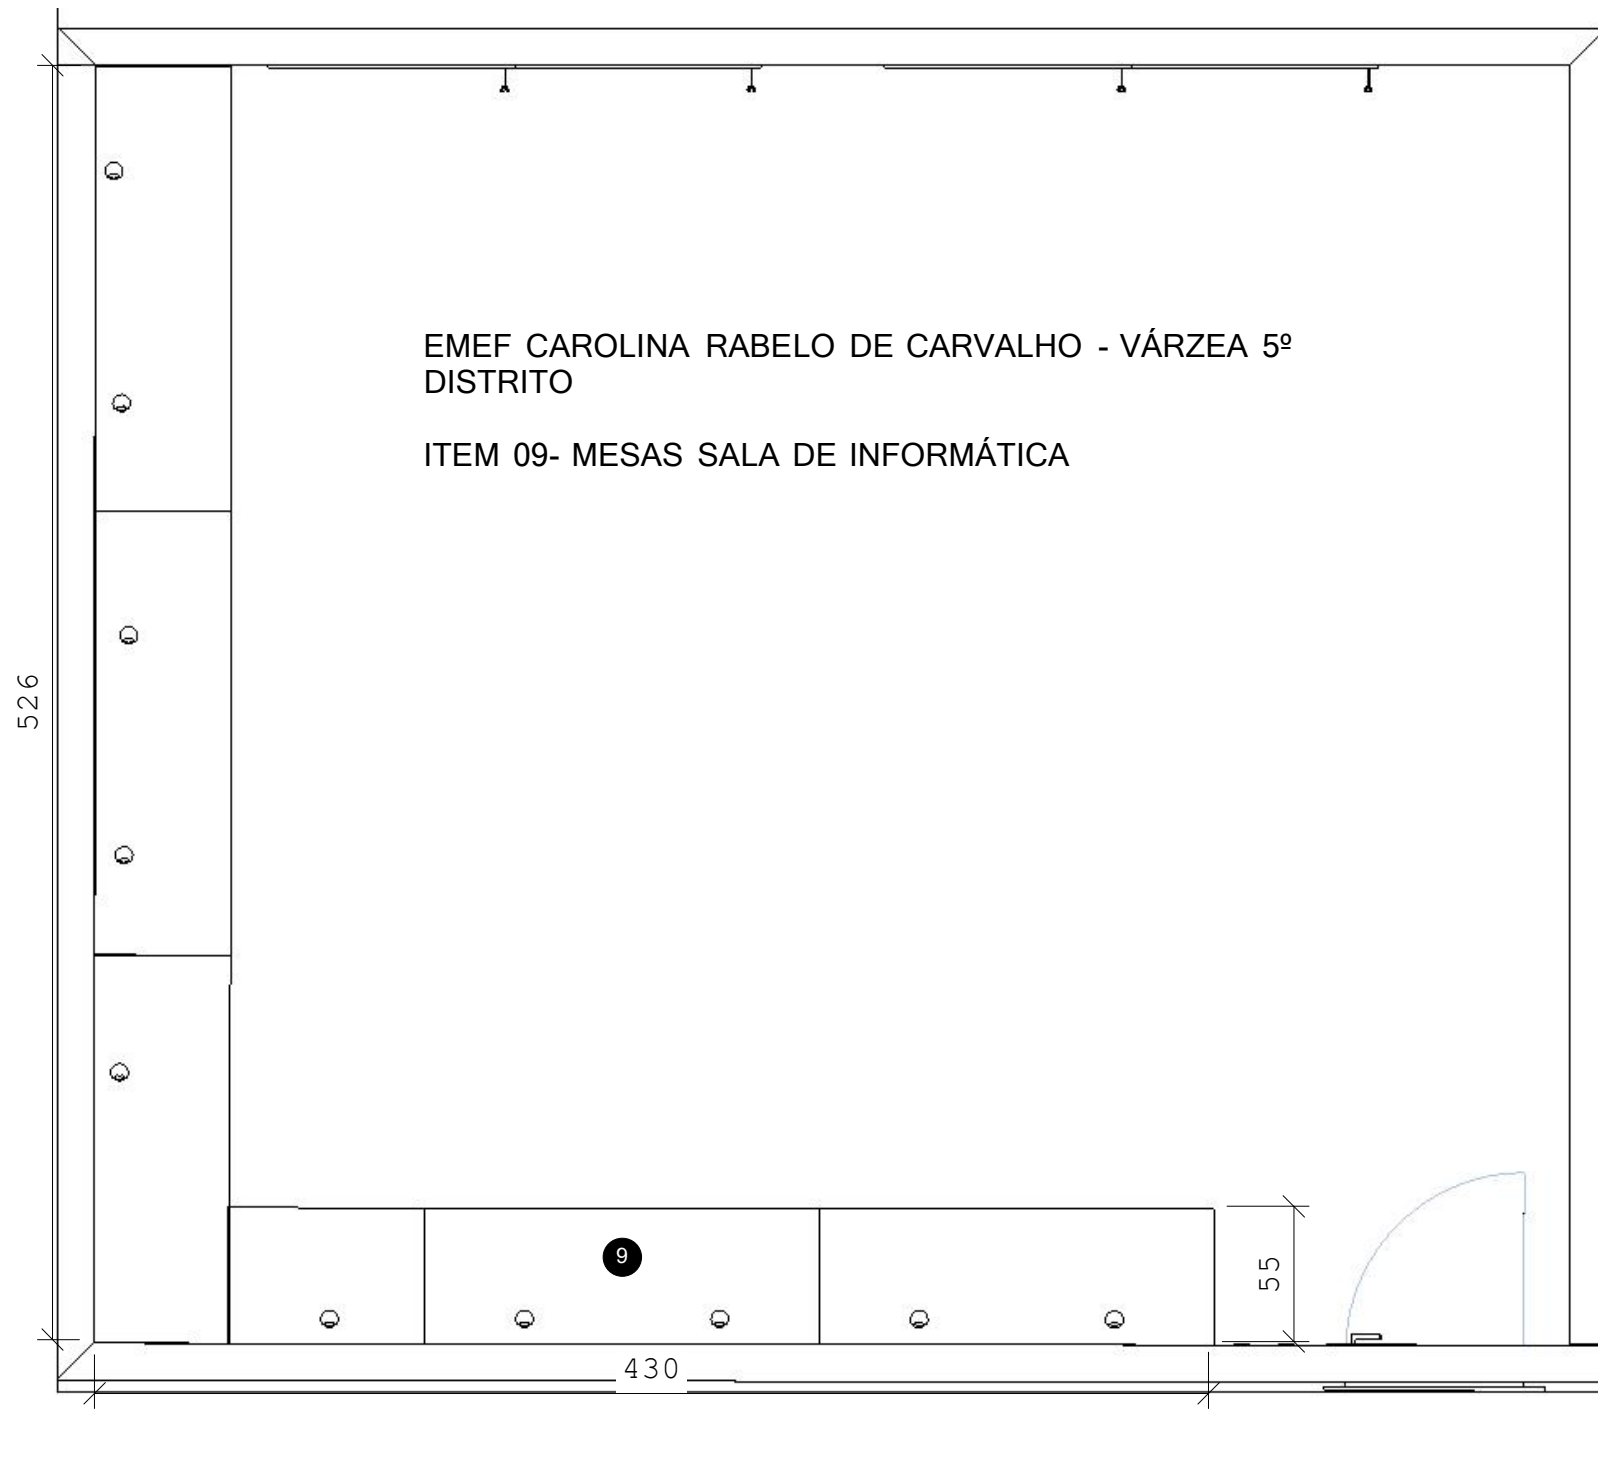 EMEF CAROLINA RABELO DE CARVALHO - VÁRZEA 5º
DISTRITO
ITEM 09- MESAS SALA DE INFORMÁTICA
526
9
55
430